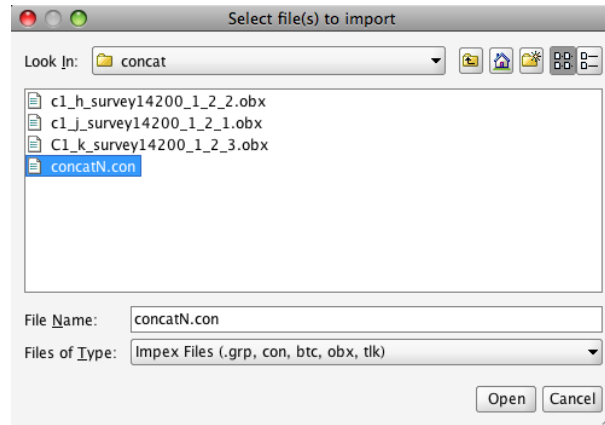 Select file(s) to import
Look In: concat
c1_h_survey14200_1_2_2.obx
c1_j_survey14200_1_2_1.obx
C1_k_survey14200_1_2_3.obx
concatN.con
File Name: concatN.con
Files of Type: Impex Files (.grp, con, btc, obx, tlk)
Open Cancel